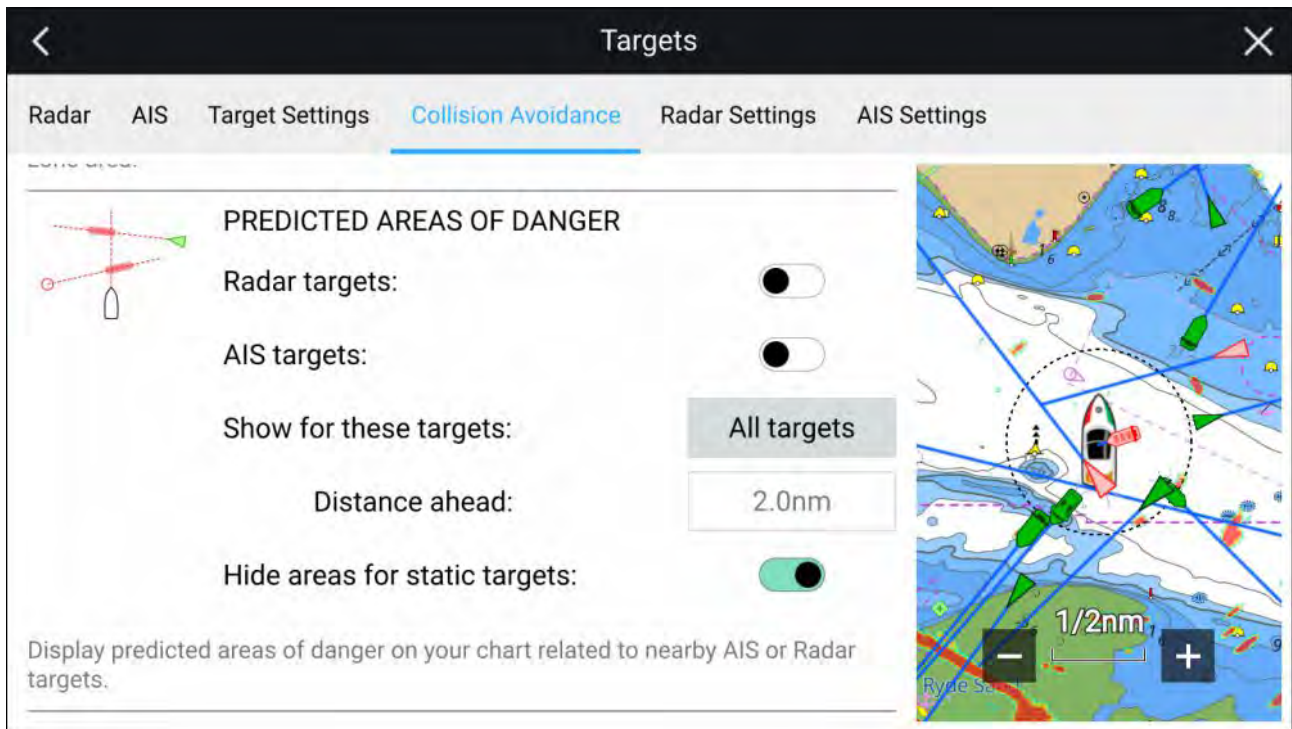 Targets
Radar AIS Target Settings Collision Avoidance Radar Settings AIS Settings
PREDICTED AREAS OF DANGER
Radar targets:
AIS targets:
Show for these targets: All targets
Distance ahead: 2.0nm
Hide areas for static targets:
Display predicted areas of danger on your chart related to nearby AIS or Radar
targets.
1/2nm